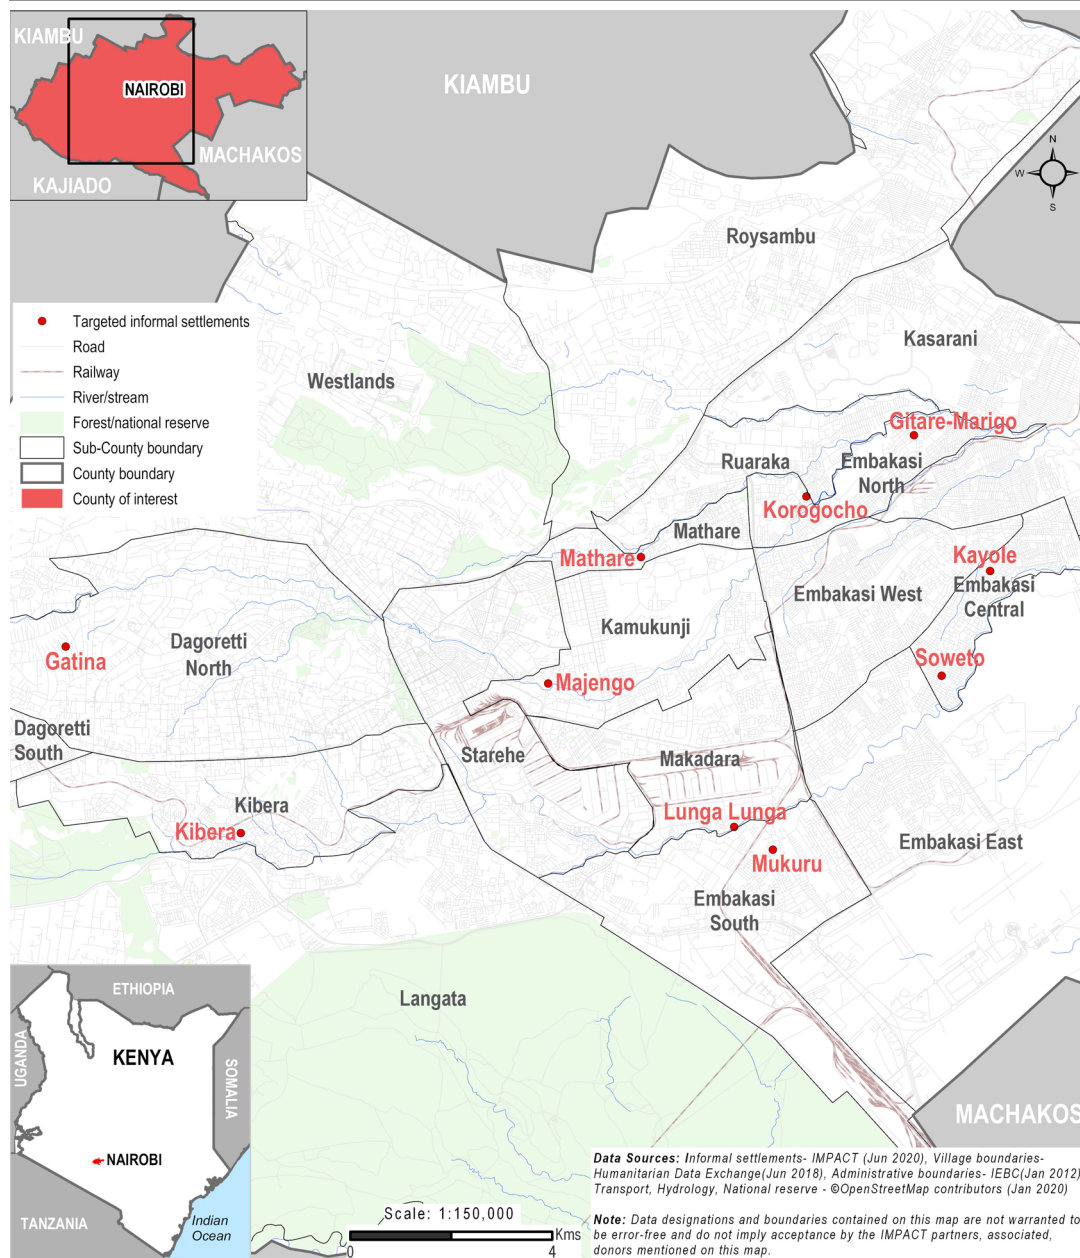 KIAMBU
NAIROBI
MACHAKOS
KAJIADO
KIAMBU
N
W
S
Roysambu
Kasarani
Westlands
Targeted informal settlements
Road
Railway
River/stream
Forest/national reserve
Sub-County boundary
County boundary
County of interest
Gitare-Marigo
Ruaraka
Embakasi
North
Korogocho
Mathare
Mathare
Kayole
Embakasi
Central
Embakasi West
Kamukunji
Dagoretti
North
Gatina
Soweto
Majengo
Dagoretti
South
Starehe
Makadara
Kibera
Kibera
Lunga Lunga
Mukuru
Embakasi East
Embakasi
South
Langata
ETHIOPIA
UGANDA
KENYA
SOMALIA
NAIROBI
TANZANIA
Indian
Ocean
MACHAKOS
Scale: 1:150,000
Kms
0
4
Data Sources: Informal settlements- IMPACT (Jun 2020), Village boundaries-
Humanitarian Data Exchange(Jun 2018), Administrative boundaries- IEBC(Jan 2012)
Transport, Hydrology, National reserve - ©OpenStreetMap contributors (Jan 2020)
Note: Data designations and boundaries contained on this map are not warranted to
be error-free and do not imply acceptance by the IMPACT partners, associated,
donors mentioned on this map.